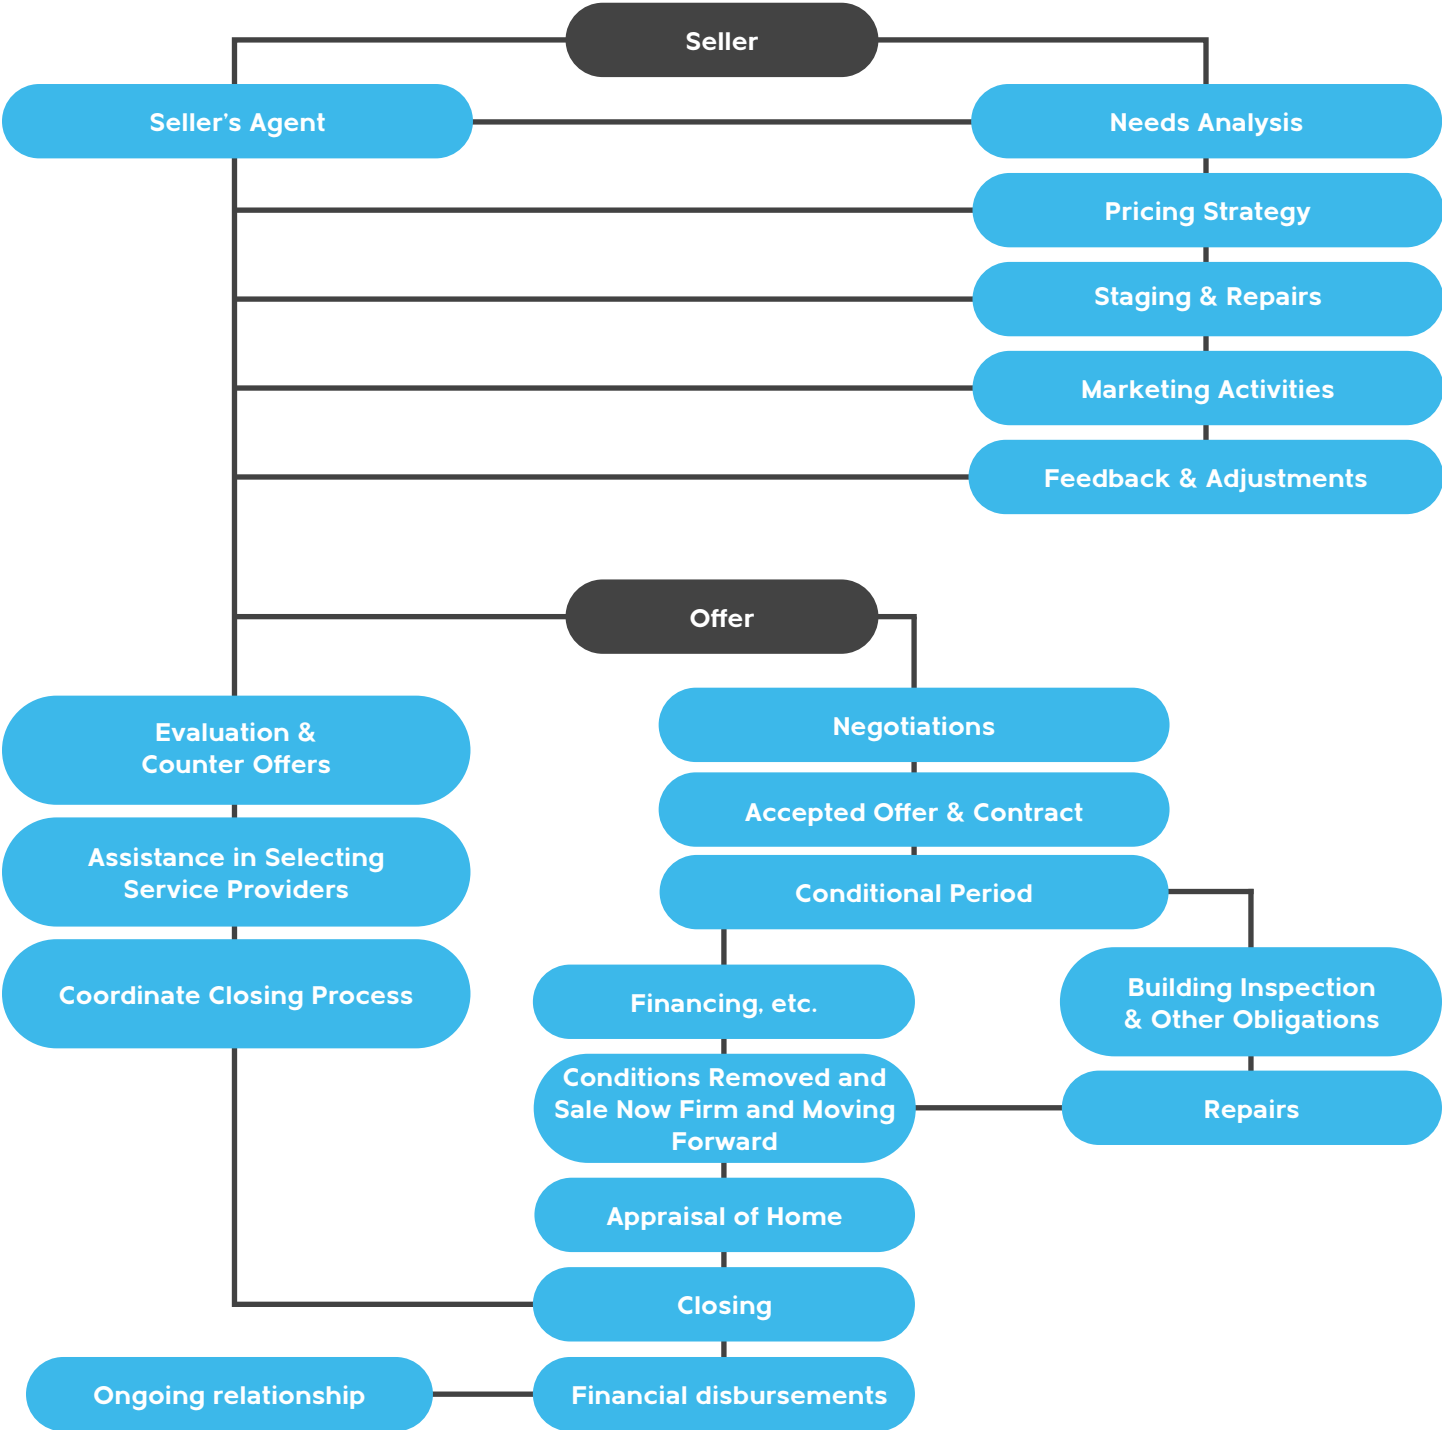 Seller
Seller’s Agent
Needs Analysis
Pricing Strategy
Staging & Repairs
Marketing Activities
Feedback & Adjustments
Offer
Evaluation &
Counter Offers
Assistance in Selecting
Service Providers
Coordinate Closing Process
Negotiations
Accepted Offer & Contract
Conditional Period
Financing, etc.
Building Inspection
& Other Obligations
Conditions Removed and
Sale Now Firm and Moving
Forward
Repairs
Appraisal of Home
Closing
Ongoing relationship
Financial disbursements